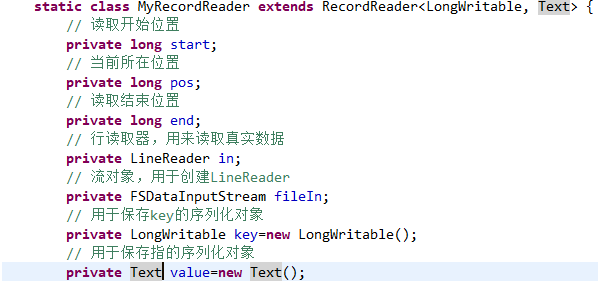 static class MyRecordReader extends RecordReader<LongWritable, Text> {
// 读取开始位置
private long start;
// 当前所在位置
private long pos;
// 读取结束位置
private long end;
// 行读取器，用来读取真实数据
private LineReader in;
// 流对象，用于创建LineReader
private FSDataInputStream fileIn;
// 用于保存key的序列化对象
private LongWritable key=new LongWritable();
// 用于保存指的序列化对象
private Text value=new Text();